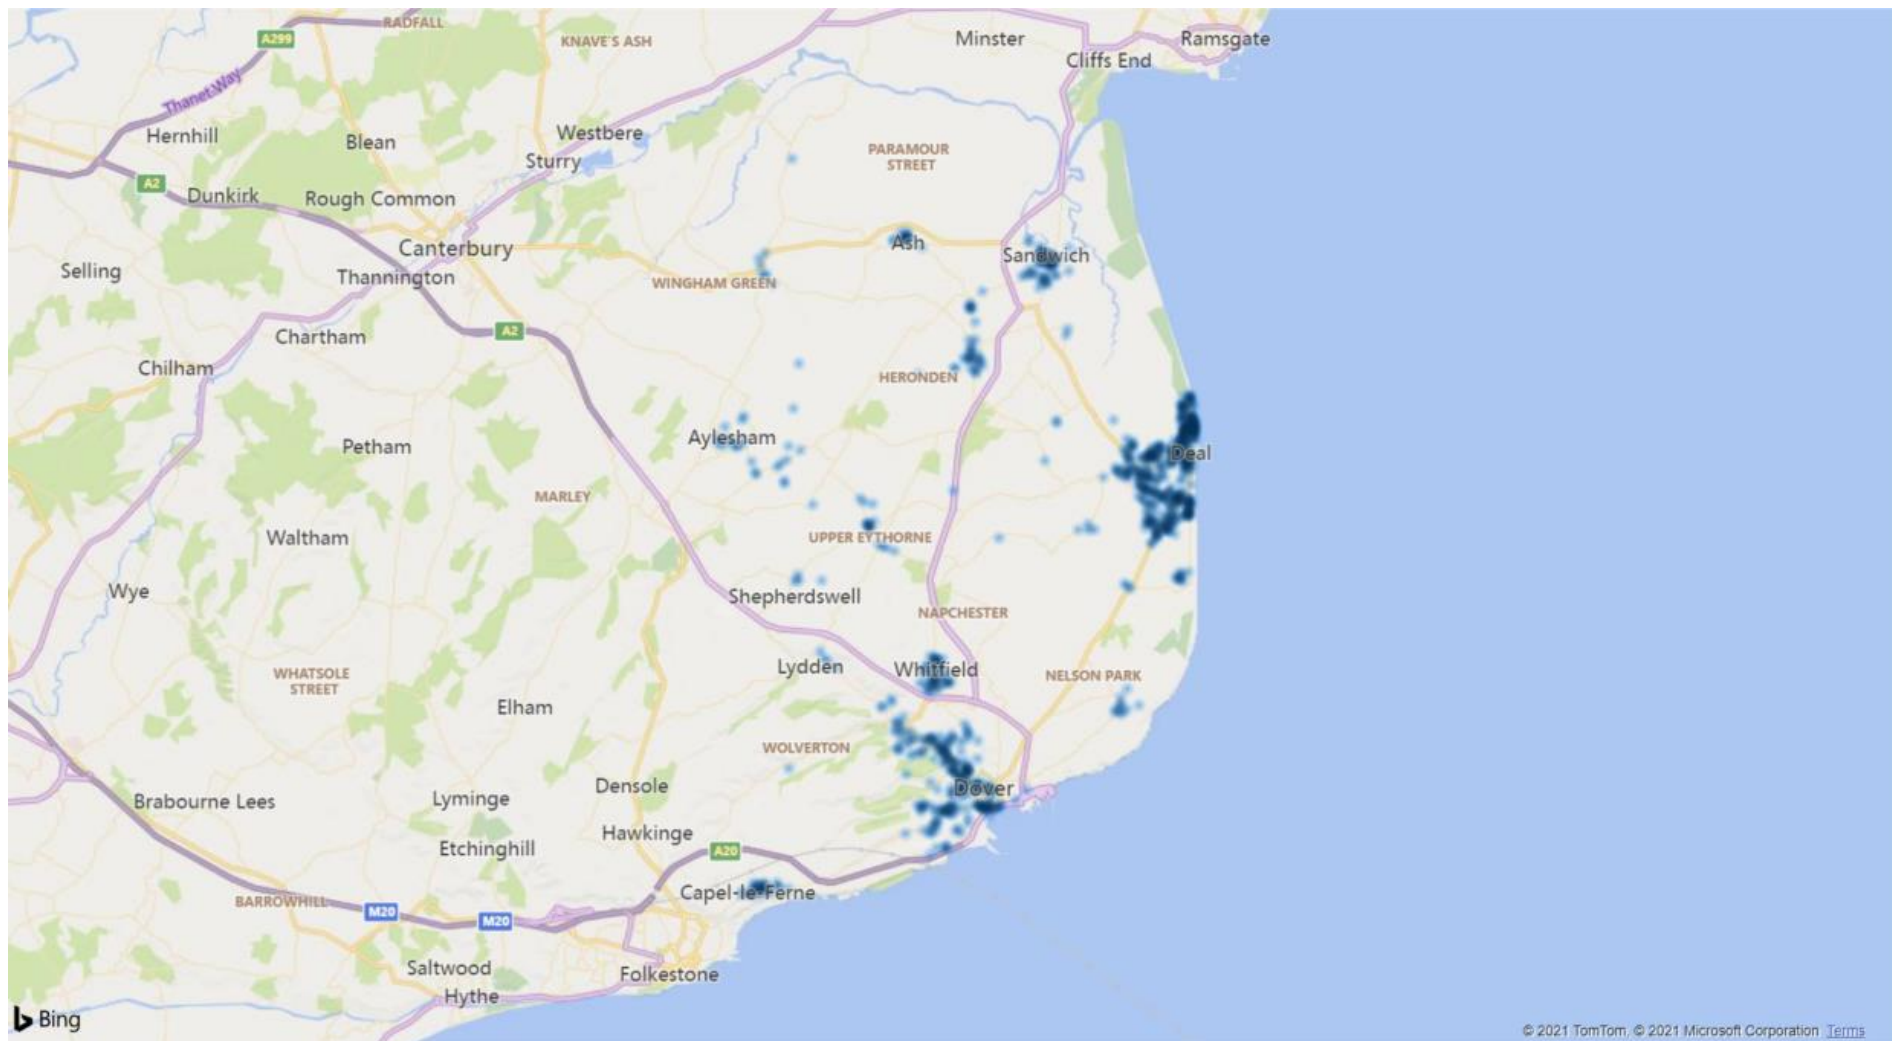 RADFALL
A299
KNAVE'S ASH
Minster
Ramsgate
Cliffs End
Thanet Way
Hernhill
Blean
Westbere
Sturry
PARAMOUR
STREET
A2
Dunkirk
Rough Common
Canterbury
Ash
Sandwich
Selling
Thannington
WINGHAM GREEN
A2
Chartham
Chilham
HERONDEN
Aylesham
Petham
Deal
MARLEY
Waltham
UPPER EYTHORNE
Wye
Shepherdswell
NAPCHESTER
WHATSOLE
STREET
Lydden
Whitfield
NELSON PARK
Elham
WOLVERTON
Brabourne Lees
Lyminge
Densole
Dover
Hawkinge
Etchinghill
A20
Capel-le-Ferne
BARROWHILL
M20
M20
Saltwood
Folkestone
Hythe
Bing
© 2021 TomTom, © 2021 Microsoft Corporation Terms